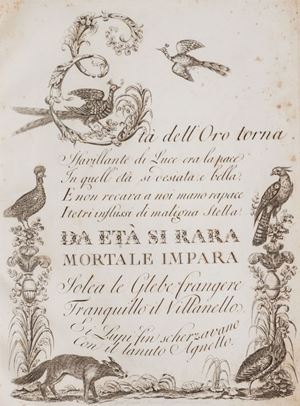 Età dell'Oro torna
Sfavillante di Luce era la pace
In quell'età si desiata e bella:
E non recara a noi mano rapace
I tetri influssi di maligna Stella:
DA ETÀ SI RARA
MORTALE IMPARA
Solea le Glebe frangere
Tranquillo il Villanello
E i Lupi fin scherzavano
Con il lanuto Agnello.